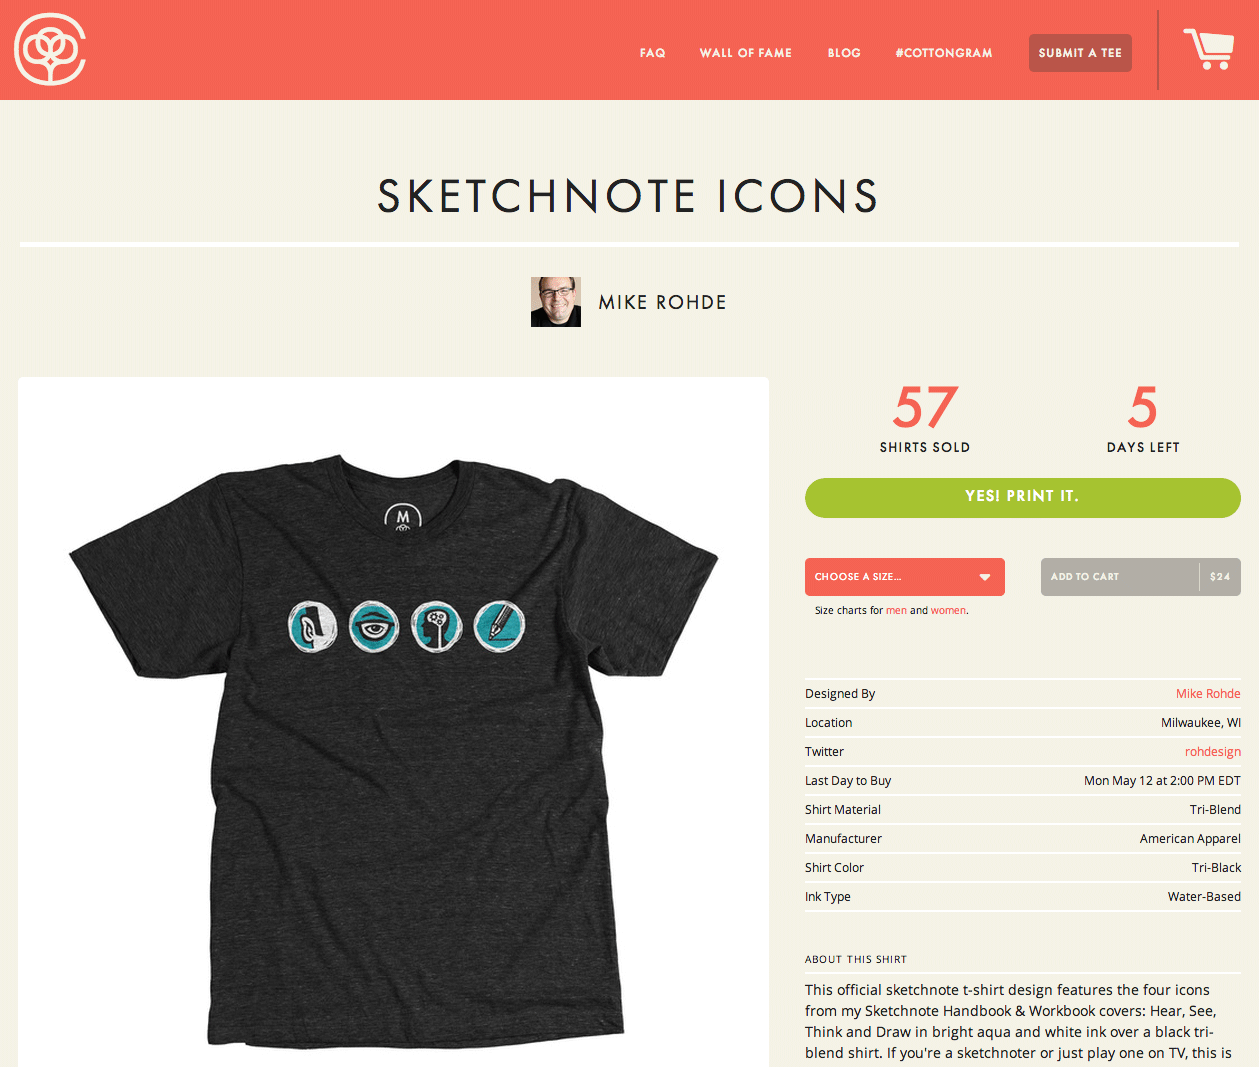 FAQ
WALL OF FAME
BLOG
#COTTONGRAM
SUBMIT A TEE
SKETCHNOTE ICONS
MIKE ROHDE
57
SHIRTS SOLD
5
DAYS LEFT
YES! PRINT IT.
M
CHOOSE A SIZE...
ADD TO CART
$24
Size charts for men and women.
Designed By Mike Rohde
Location Milwaukee, WI
Twitter rohdesign
Last Day to Buy Mon May 12 at 2:00 PM EDT
Shirt Material Tri-Blend
Manufacturer American Apparel
Shirt Color Tri-Black
Ink Type Water-Based
ABOUT THIS SHIRT
This official sketchnote t-shirt design features the four icons
from my Sketchnote Handbook & Workbook covers: Hear, See,
Think and Draw in bright aqua and white ink over a black tri-
blend shirt. If you're a sketchnoter or just play one on TV, this is